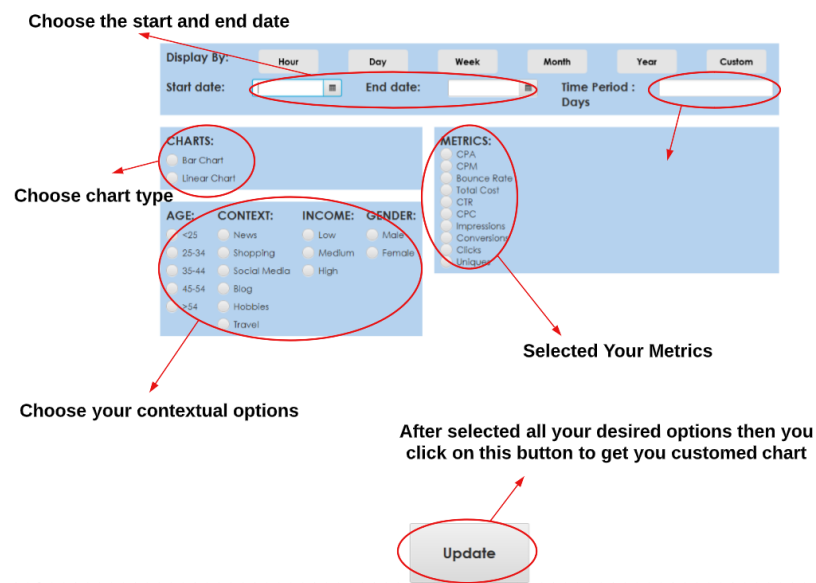 Choose the start and end date
Display By: Hour Day Week Month Year Custom
Start date: End date: Time Period :
Days
CHARTS:
Bar Chart
Linear Chart
Choose chart type
METRICS:
CPA
CPM
Bounce Rate
Total Cost
CTR
CPC
Impressions
Conversions
Clicks
Uniques
AGE: CONTEXT: INCOME: GENDER:
<25 News Low Male
25-34 Shopping Medium Female
35-44 Social Media High
45-54 Blog
>54 Hobbies
Travel
Selected Your Metrics
Choose your contextual options
After selected all your desired options then you
click on this button to get you customed chart
Update